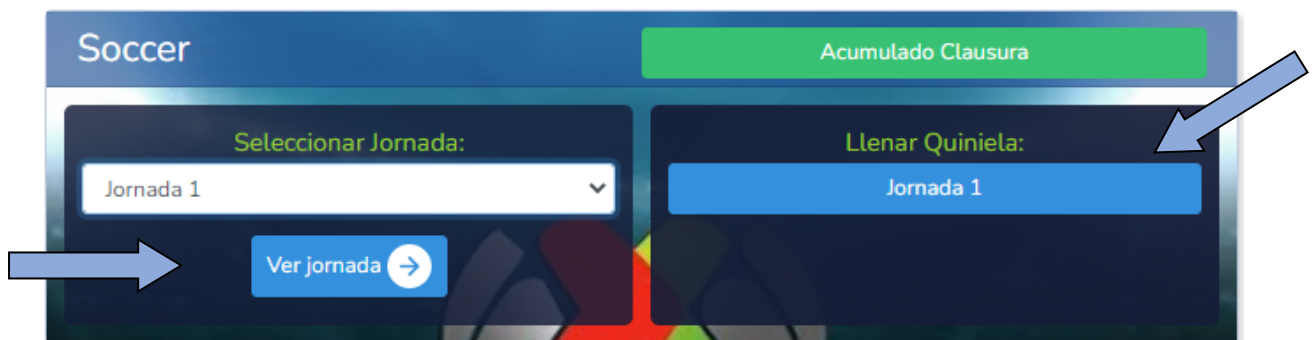 Soccer
Acumulado Clausura
Seleccionar Jornada:
Jornada 1
Ver jornada
Llenar Quiniela:
Jornada 1